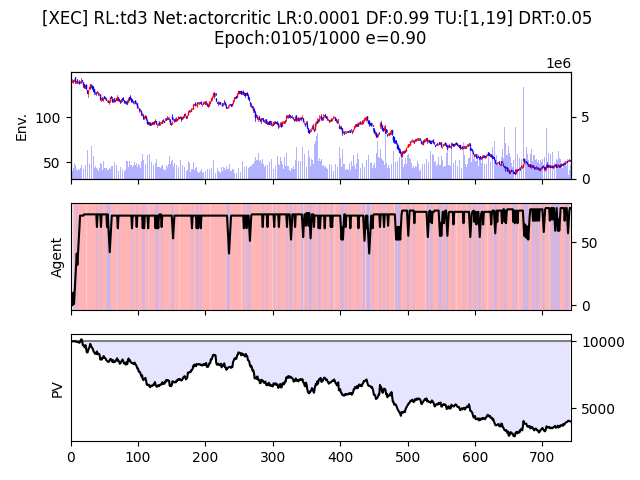 [XEC] RL:td3 Net:actorcritic LR:0.0001 DF:0.99 TU:[1,19] DRT:0.05
Epoch:0105/1000 e=0.90
1e6
Env.
100
50
5
0
Agent
50
0
PV
10000
5000
0 100 200 300 400 500 600 700